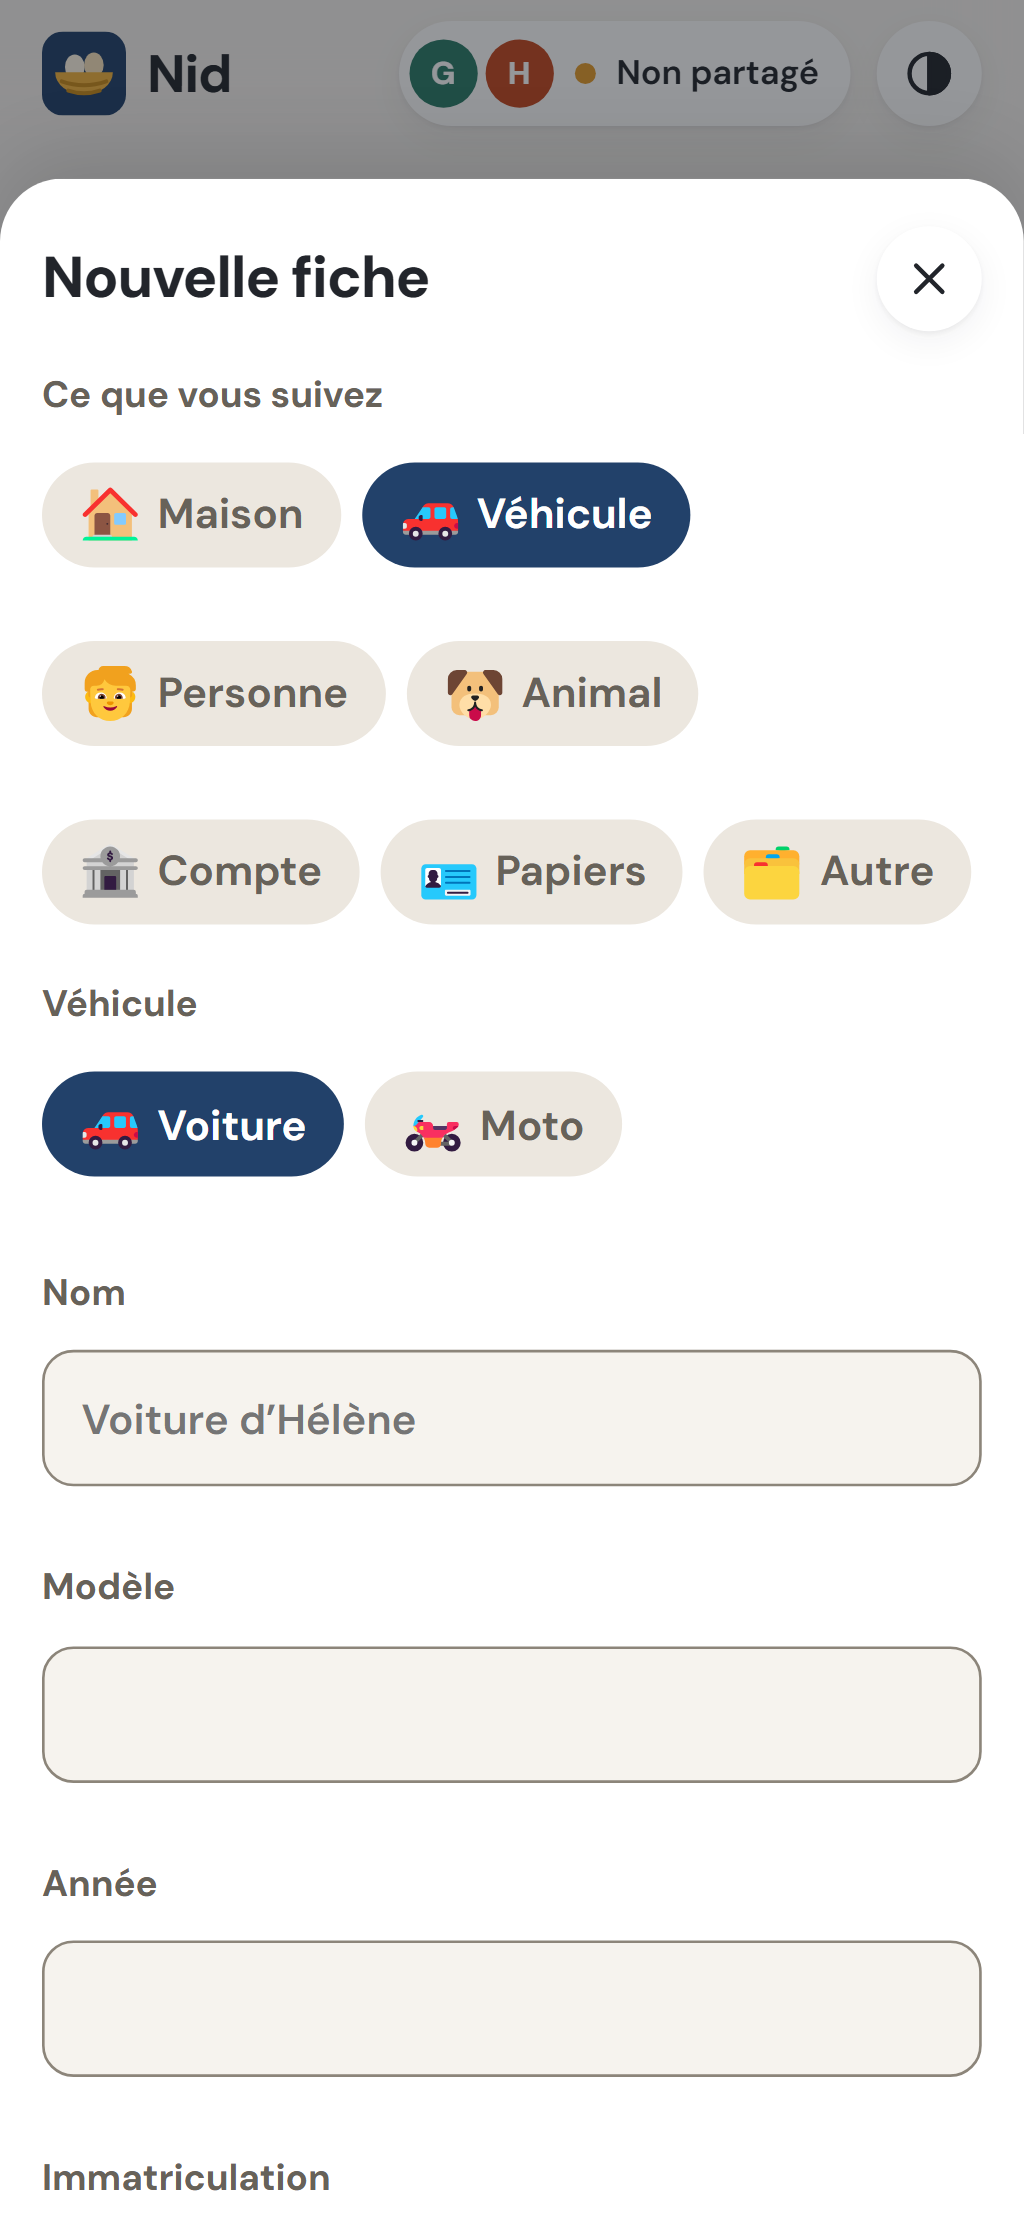 Nid
G H Non partagé
Nouvelle fiche
Ce que vous suivez
Maison Véhicule
Personne Animal
Compte Papiers Autre
Véhicule
Voiture Moto
Nom
Voiture d’Hélène
Modèle
Année
Immatriculation